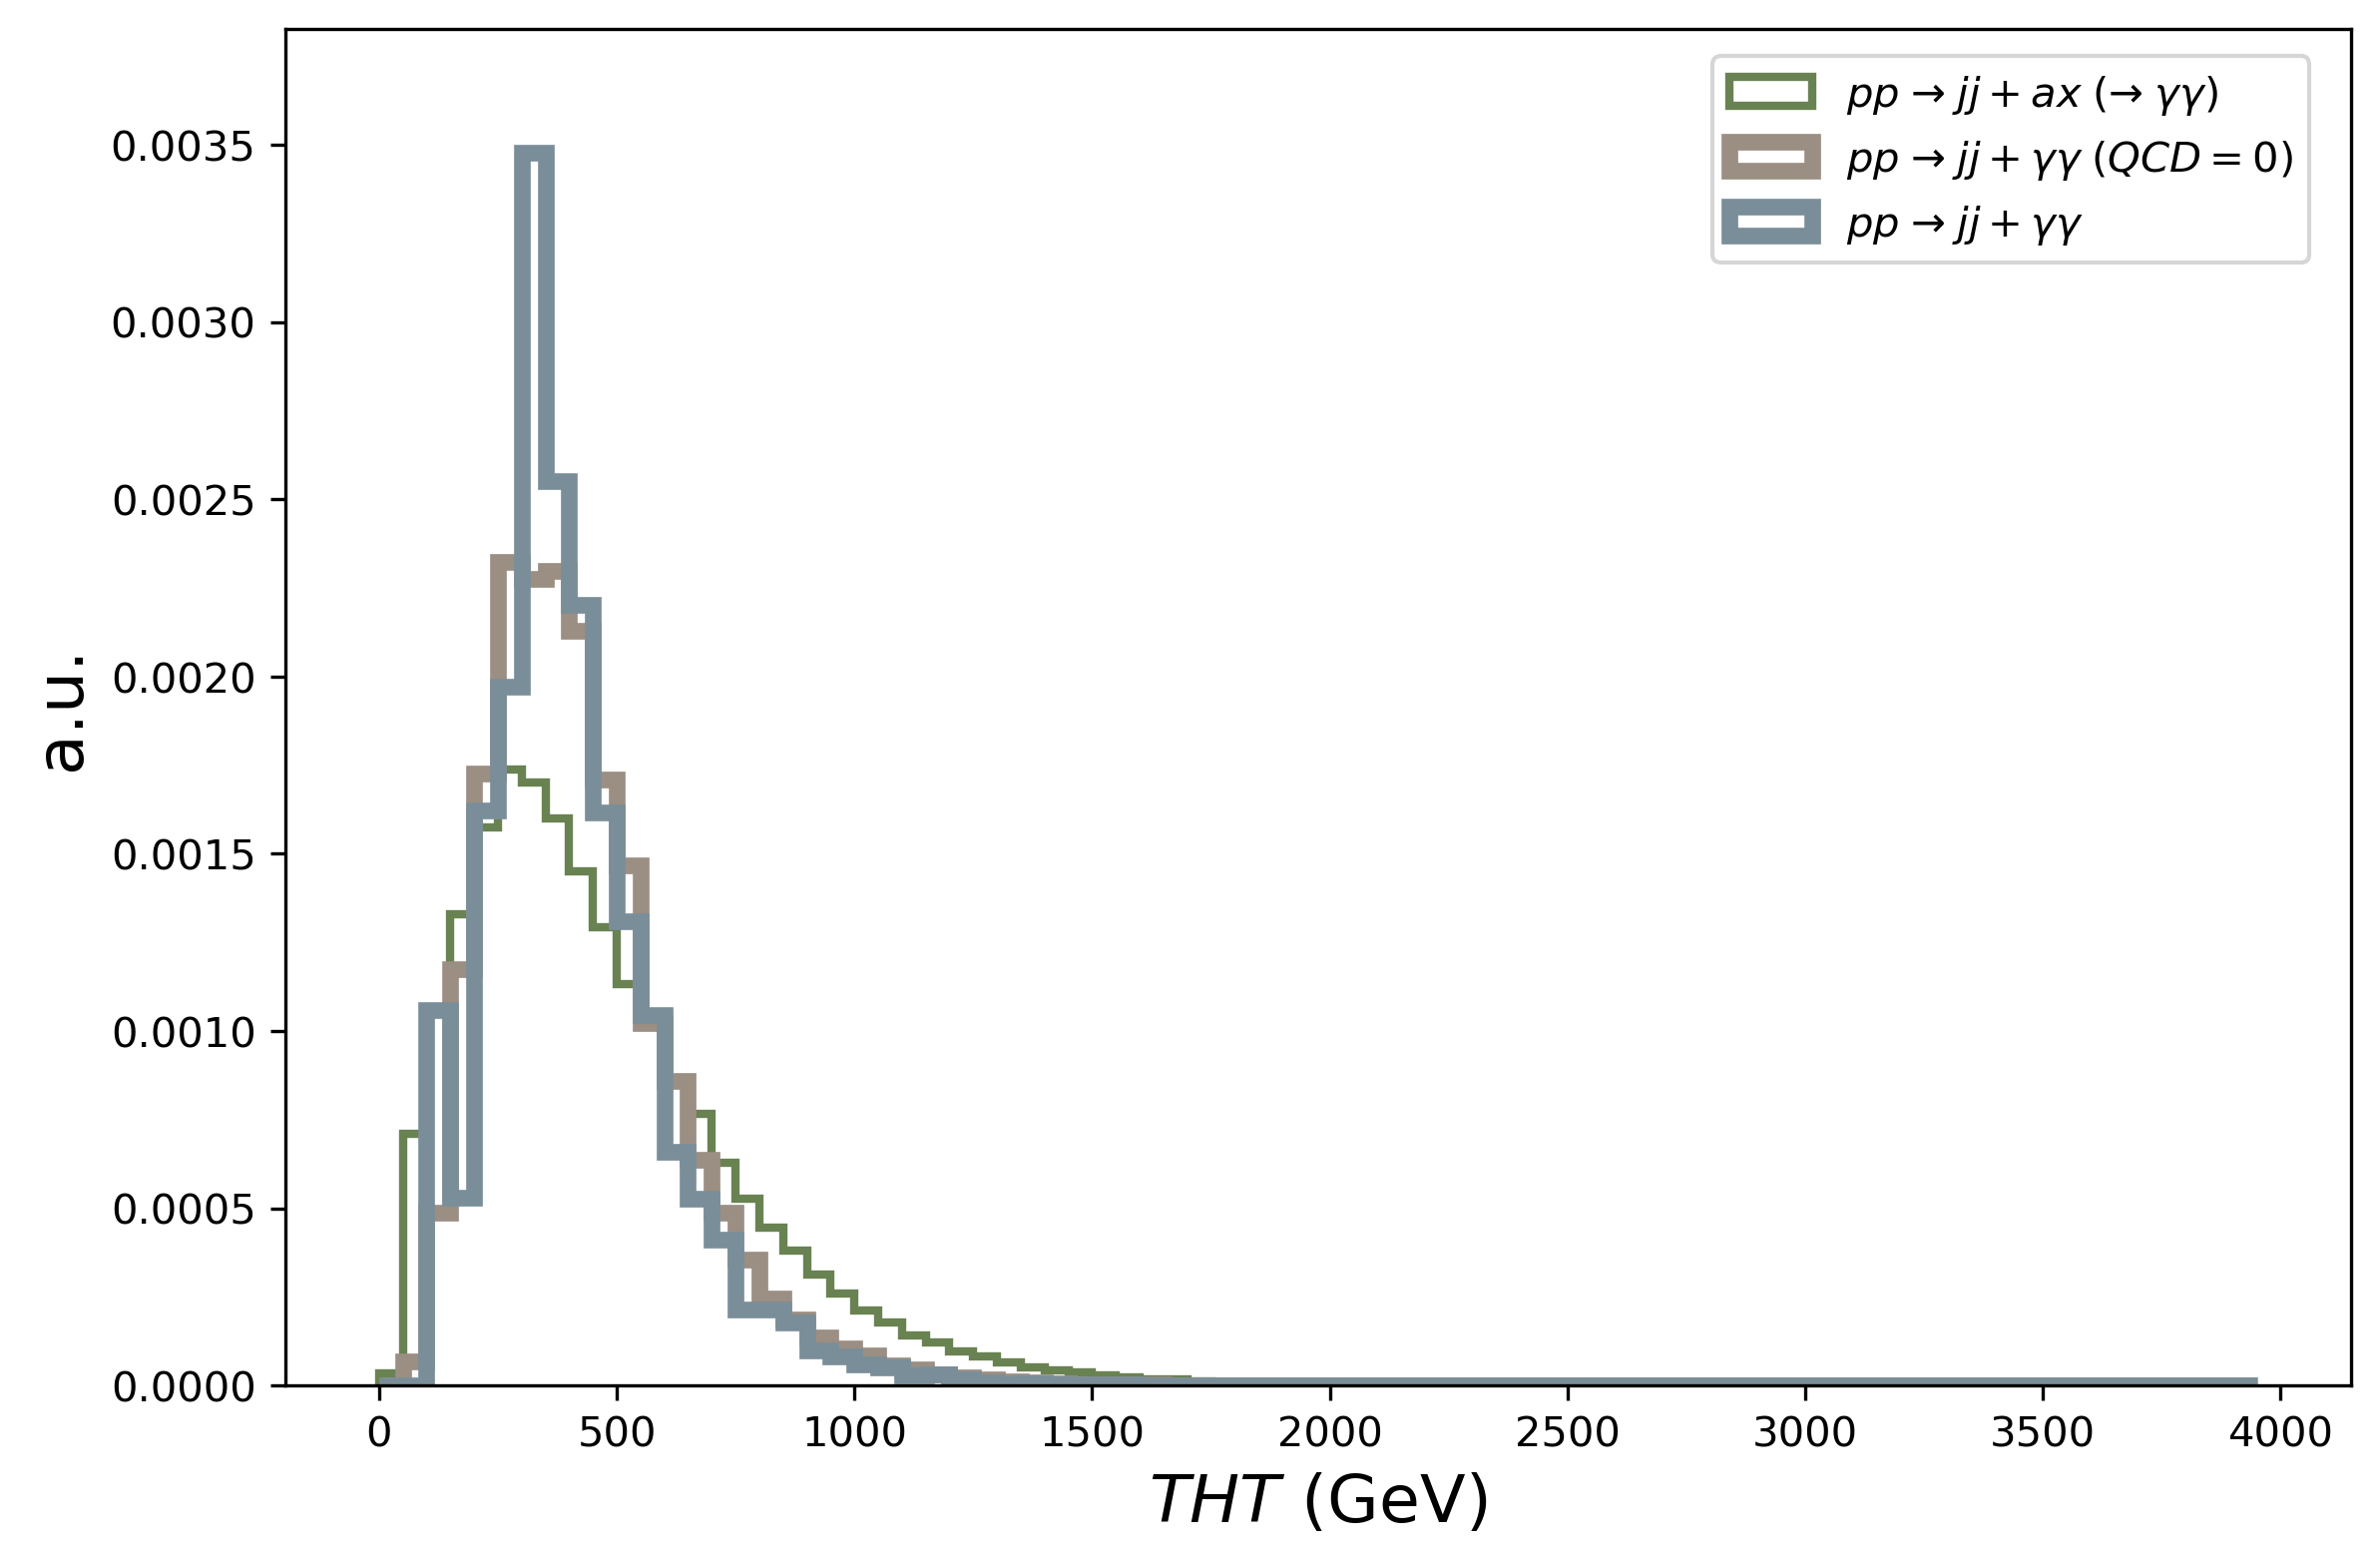 pp → jj + ax (→ γγ)
pp → jj + γγ (QCD = 0)
pp → jj + γγ
0.0035
0.0030
0.0025
0.0020
0.0015
0.0010
0.0005
0.0000
a.u.
0 500 1000 1500 2000 2500 3000 3500 4000
THT (GeV)